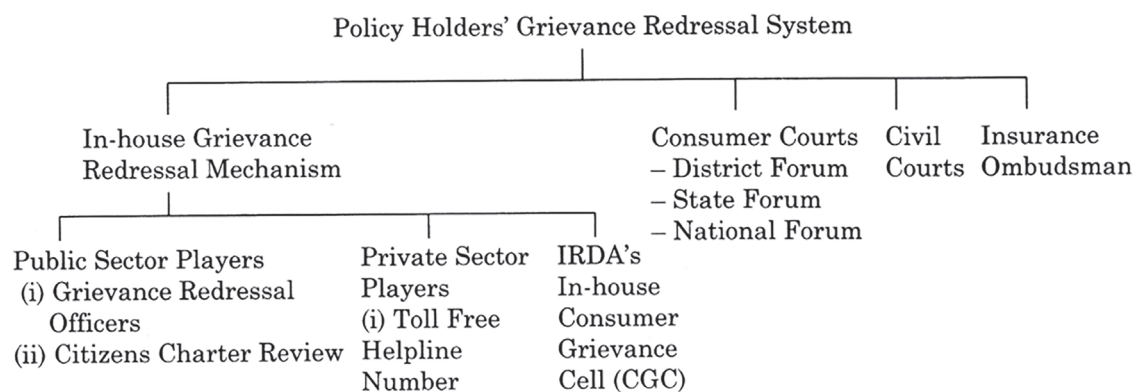 Policy Holders' Grievance Redressal System
In-house Grievance
Redressal Mechanism
Consumer Courts
– District Forum
– State Forum
– National Forum
Civil
Courts
Insurance
Ombudsman
Public Sector Players
(i) Grievance Redressal
Officers
(ii) Citizens Charter Review
Private Sector
Players
(i) Toll Free
Helpline
Number
IRDA's
In-house
Consumer
Grievance
Cell (CGC)